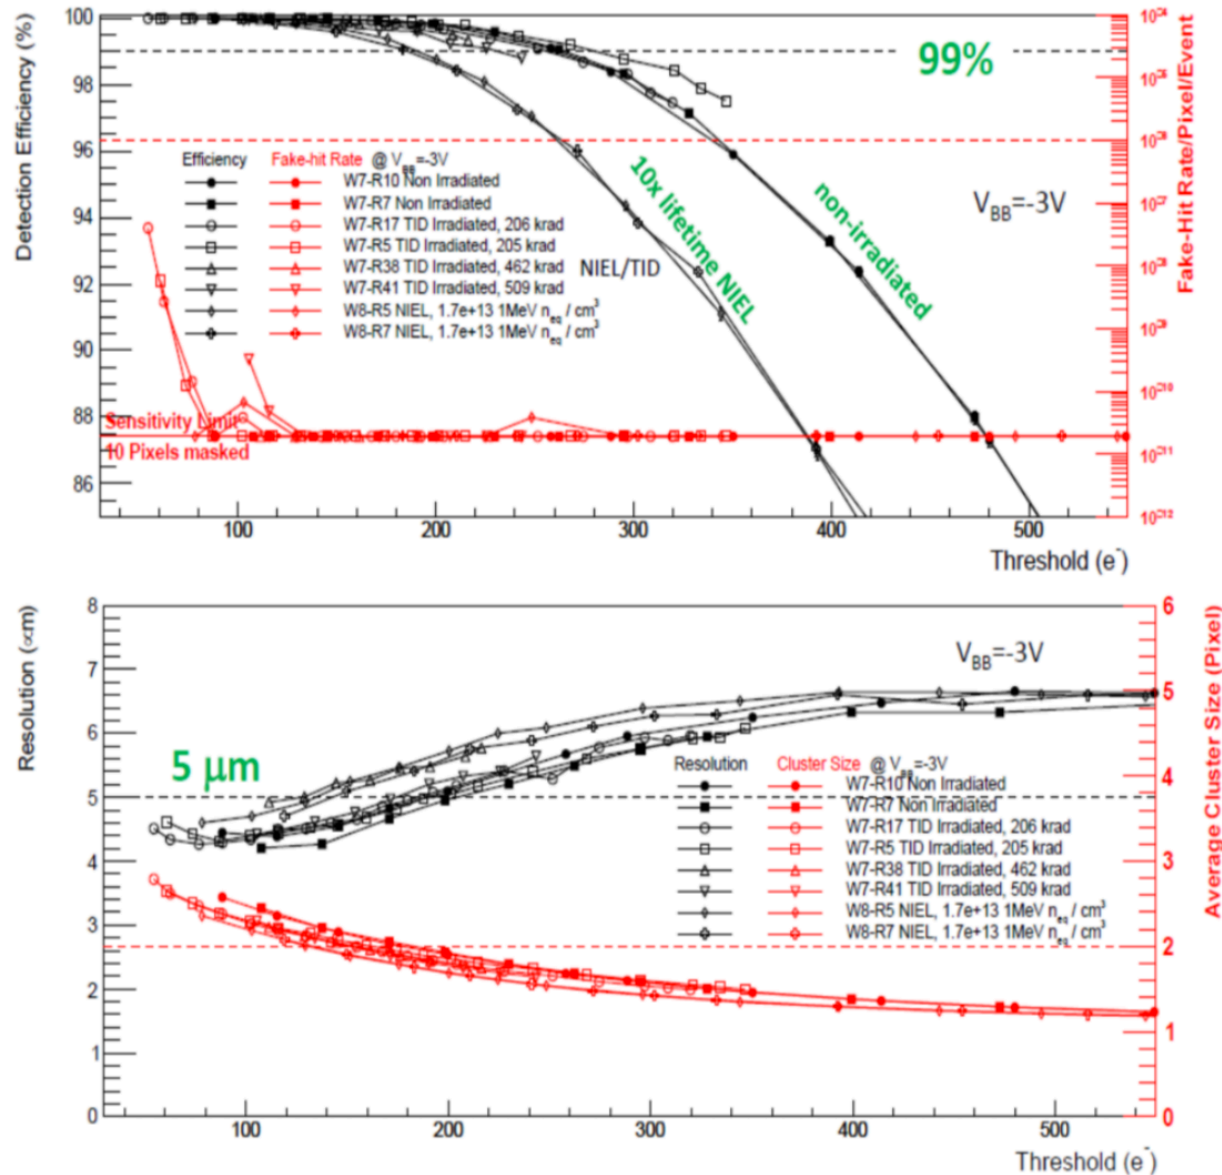 Detection Efficiency (%)
100
98
96
94
92
90
88
86
99%
Efficiency Fake-hit Rate @ V_BB=-3V
W7-R10 Non Irradiated
W7-R7 Non Irradiated
W7-R17 TID Irradiated, 206 krad
W7-R5 TID Irradiated, 205 krad
W7-R38 TID Irradiated, 462 krad
W7-R41 TID Irradiated, 509 krad
W8-R5 NIEL, 1.7e+13 1MeV n_eq / cm³
W8-R7 NIEL, 1.7e+13 1MeV n_eq / cm³
NIEL/TID
10x lifetime NIEL
non-irradiated
V_BB=-3V
Sensitivity Limit
10 Pixels masked
Fake-Hit Rate/Pixel/Event
100 200 300 400 500
Threshold (e⁻)
Resolution (∝m)
8
7
6
5
4
3
2
1
0
V_BB=-3V
5 μm
Resolution Cluster Size @ V_BB=-3V
W7-R10 Non Irradiated
W7-R7 Non Irradiated
W7-R17 TID Irradiated, 206 krad
W7-R5 TID Irradiated, 205 krad
W7-R38 TID Irradiated, 462 krad
W7-R41 TID Irradiated, 509 krad
W8-R5 NIEL, 1.7e+13 1MeV n_eq / cm³
W8-R7 NIEL, 1.7e+13 1MeV n_eq / cm³
6
5
4
3
2
1
0
Average Cluster Size (Pixel)
100 200 300 400 500
Threshold (e⁻)